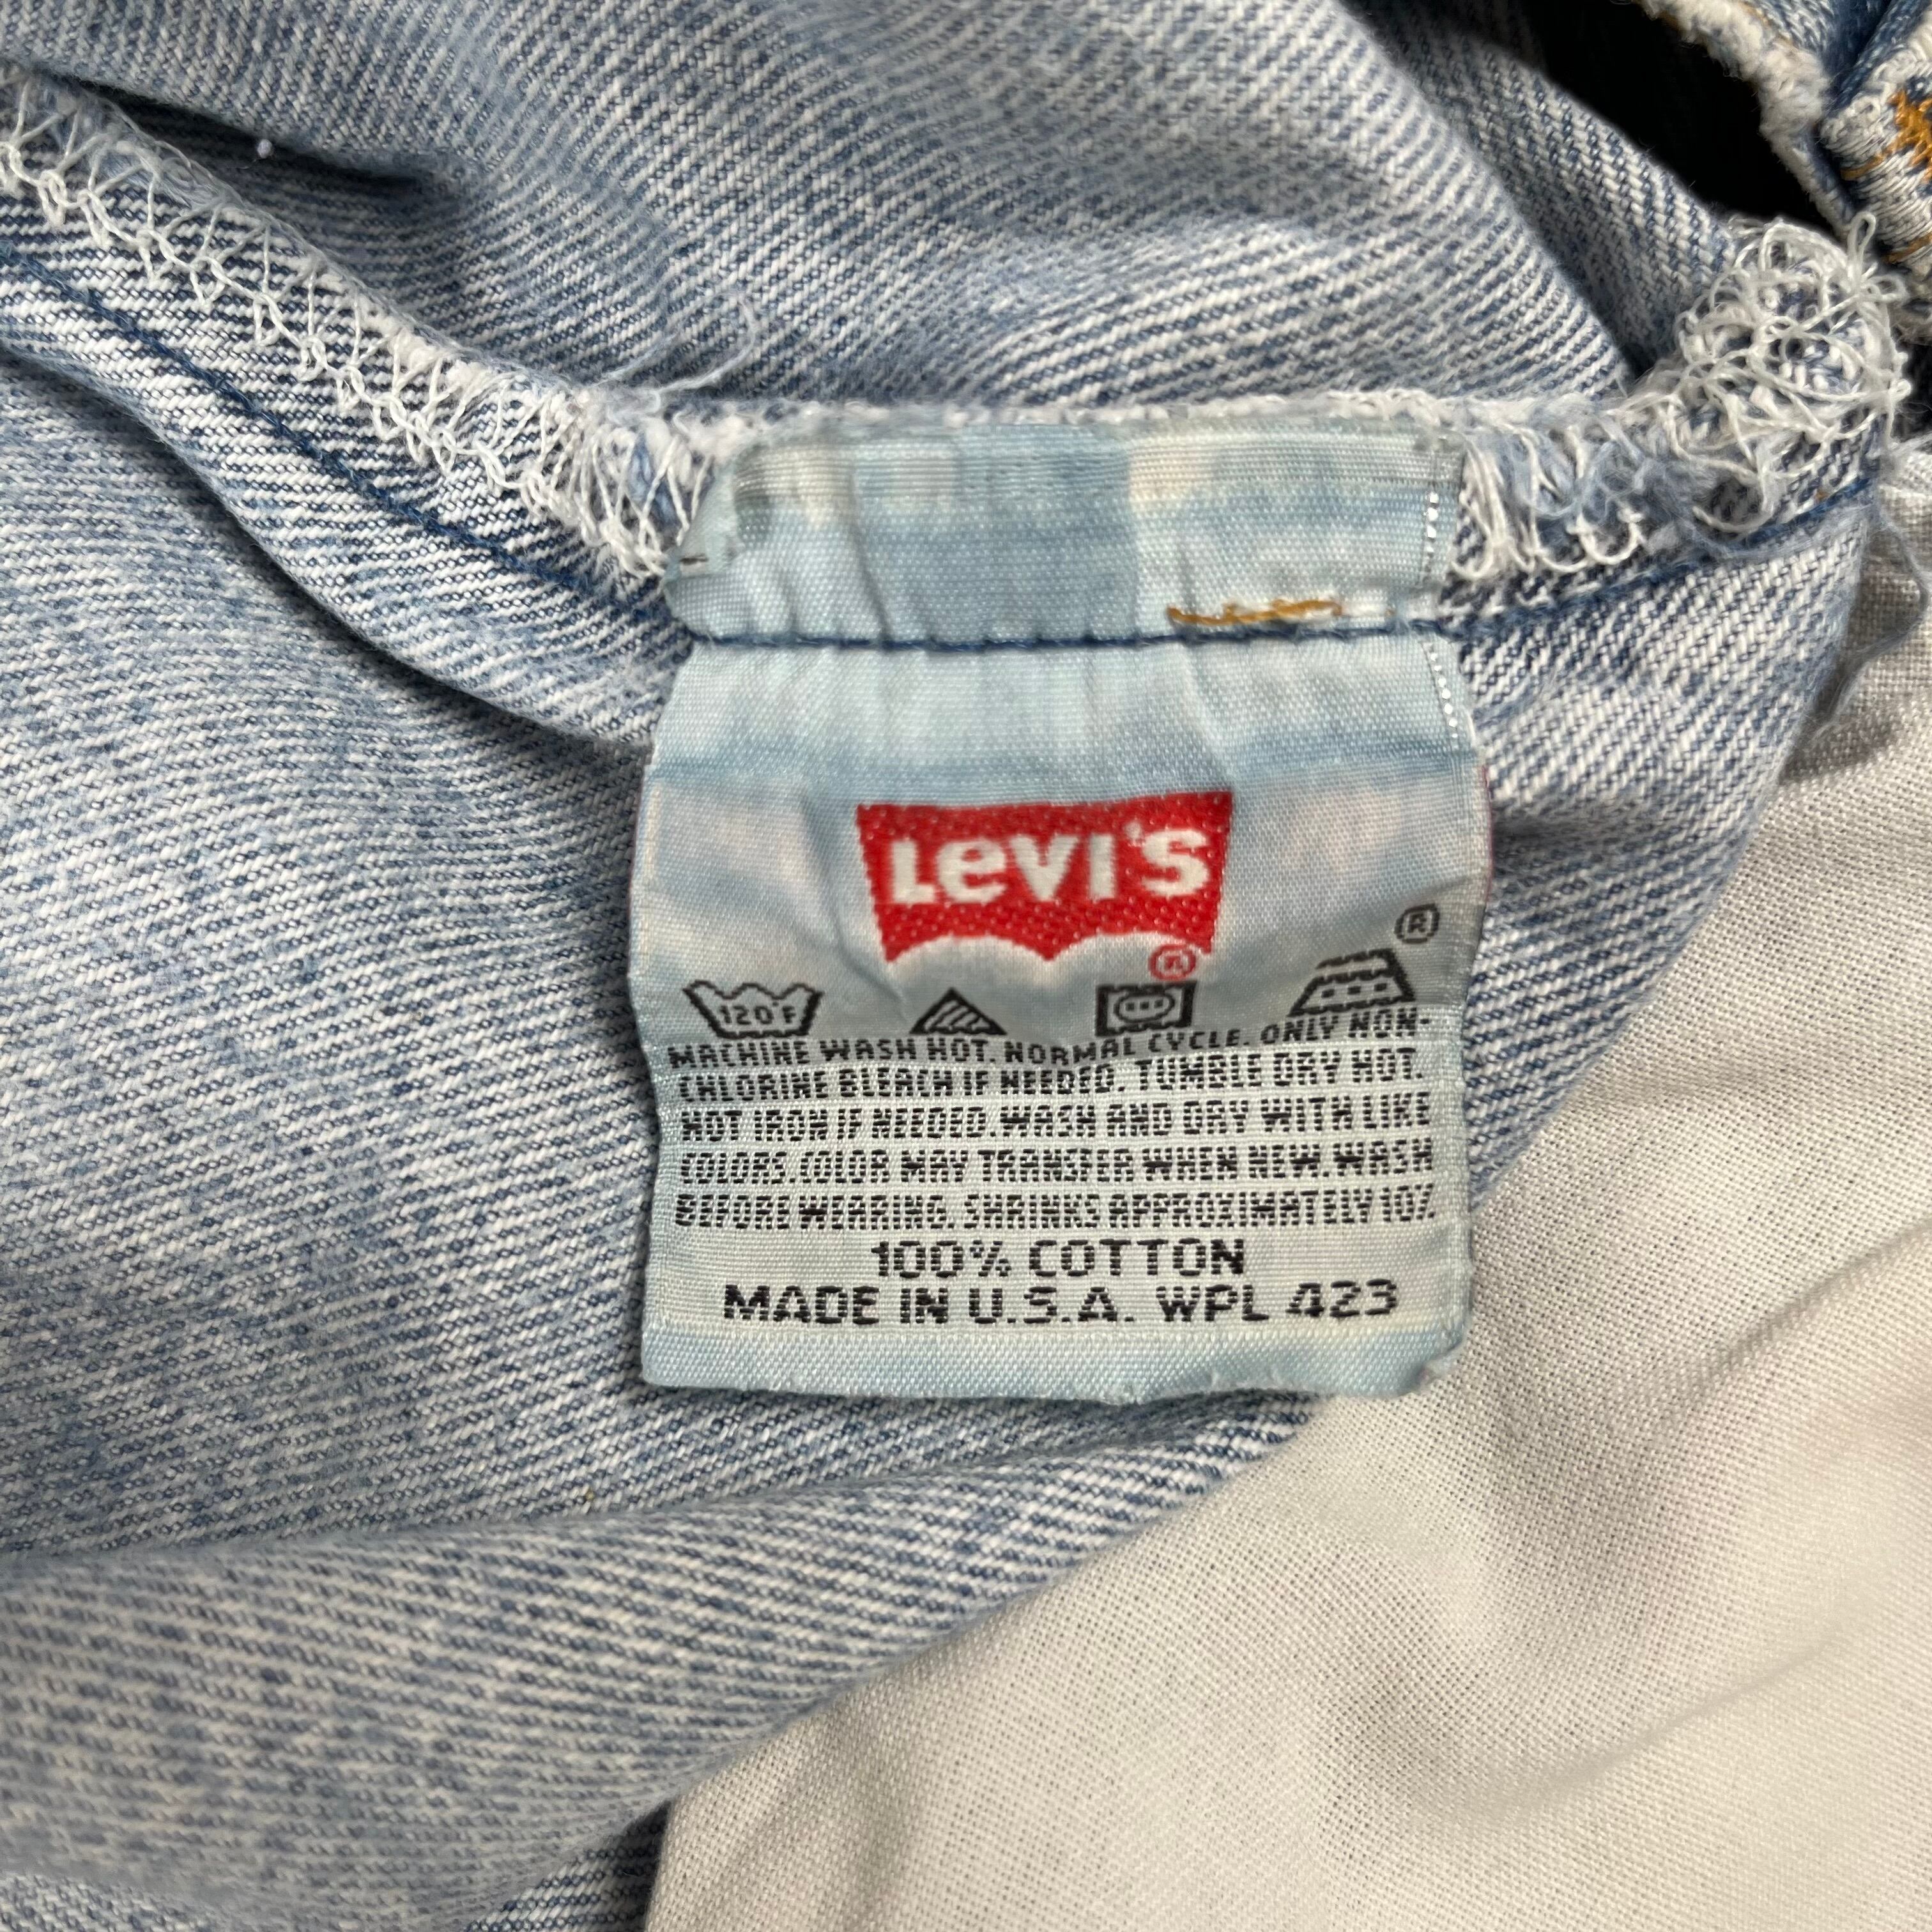 LEVI'S
®
®
120°F
MACHINE WASH HOT. NORMAL CYCLE. ONLY NON-
CHLORINE BLEACH IF NEEDED. TUMBLE DRY HOT.
HOT IRON IF NEEDED. WASH AND DRY WITH LIKE
COLORS. COLOR MAY TRANSFER WHEN NEW. WASH
BEFORE WEARING. SHRINKS APPROXIMATELY 10%
100% COTTON
MADE IN U.S.A. WPL 423